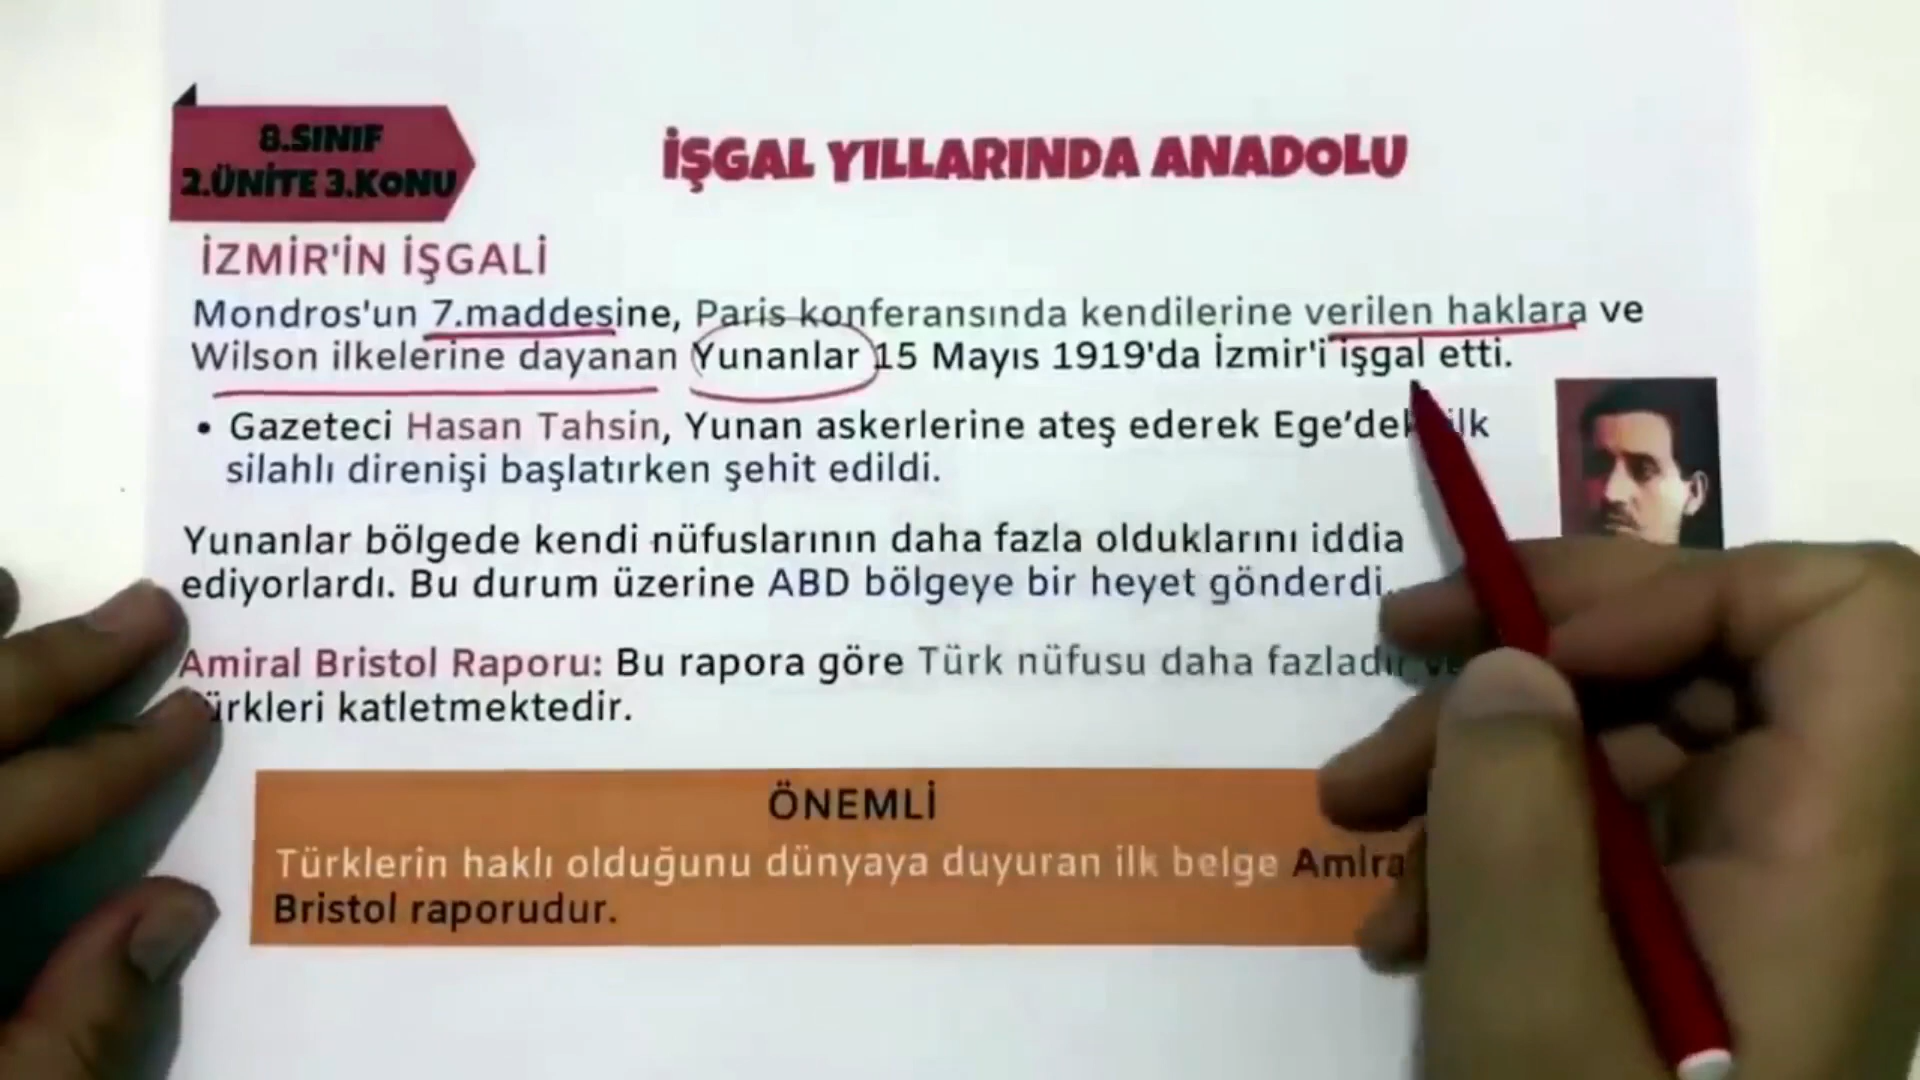 8.SINIF
2.ÜNİTE 3.KONU
İŞGAL YILLARINDA ANADOLU
İZMİR'İN İŞGALİ
Mondros'un 7.maddesine, Paris konferansında kendilerine verilen haklara ve
Wilson ilkelerine dayanan Yunanlar 15 Mayıs 1919'da İzmir'i işgal etti.
• Gazeteci Hasan Tahsin, Yunan askerlerine ateş ederek ilk
silahlı direnişi başlatırken şehit edildi.
Yunanlar bölgede kendi nüfuslarının daha fazla olduklarını iddia
ediyorlardı. Bu durum üzerine ABD bölgeye bir heyet gönderdi.
Amiral Bristol Raporu: Bu rapora göre Türk nüfusu daha fazladır ve
katletmektedir.
ÖNEMLİ
Türklerin haklı olduğunu dünyaya duyuran ilk belge
Bristol raporudur.